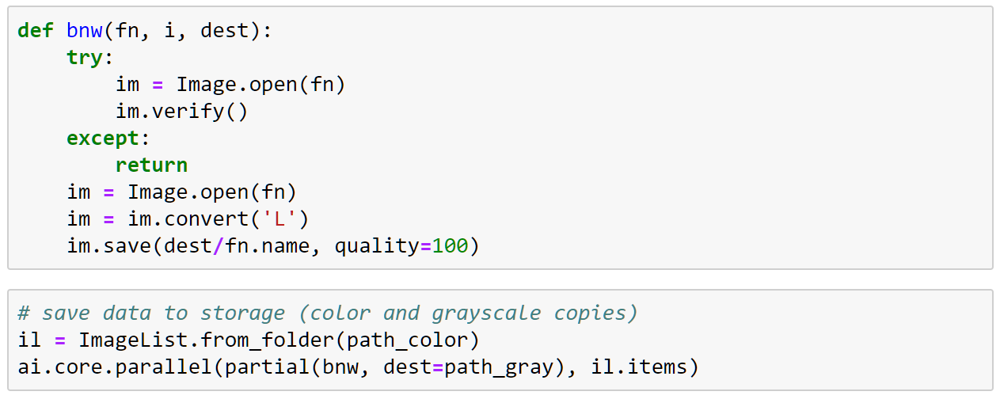 def bnw(fn, i, dest):
    try:
        im = Image.open(fn)
        im.verify()
    except:
        return
    im = Image.open(fn)
    im = im.convert('L')
    im.save(dest/fn.name, quality=100)
# save data to storage (color and grayscale copies)
il = ImageList.from_folder(path_color)
ai.core.parallel(partial(bnw, dest=path_gray), il.items)